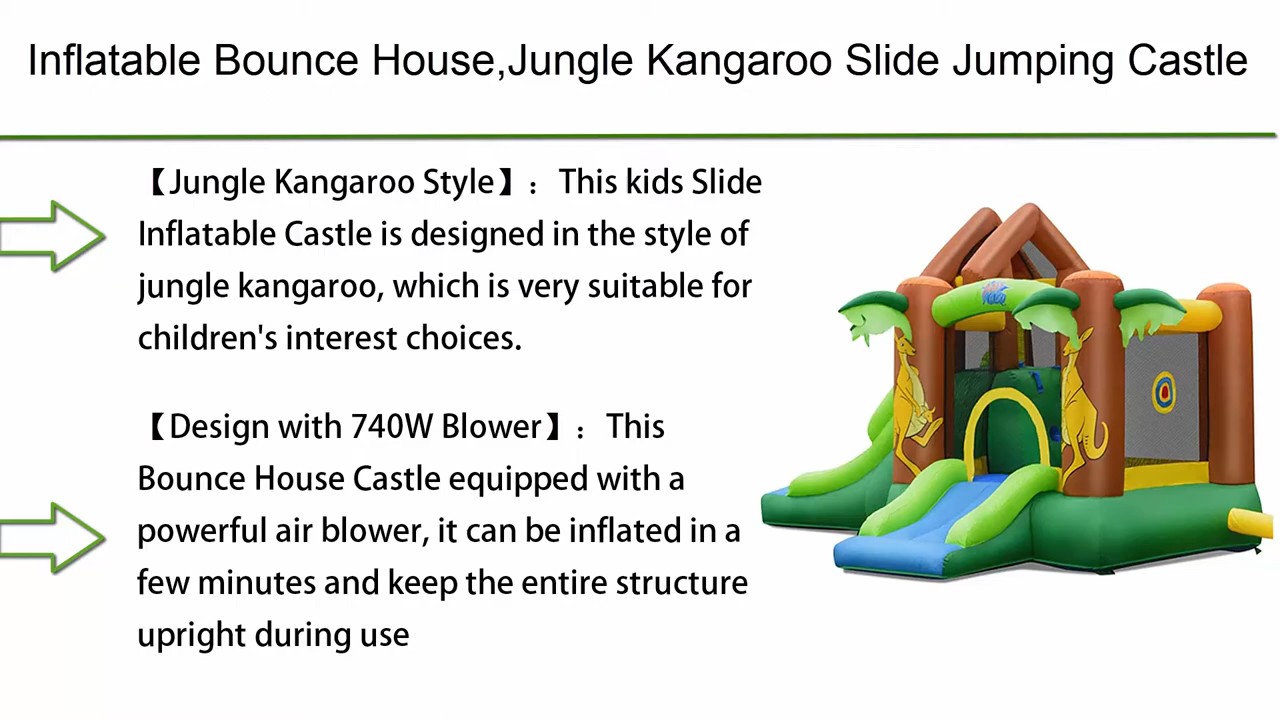 Inflatable Bounce House,Jungle Kangaroo Slide Jumping Castle
【Jungle Kangaroo Style】：This kids Slide
Inflatable Castle is designed in the style of
jungle kangaroo, which is very suitable for
children's interest choices.
【Design with 740W Blower】：This
Bounce House Castle equipped with a
powerful air blower, it can be inflated in a
few minutes and keep the entire structure
upright during use